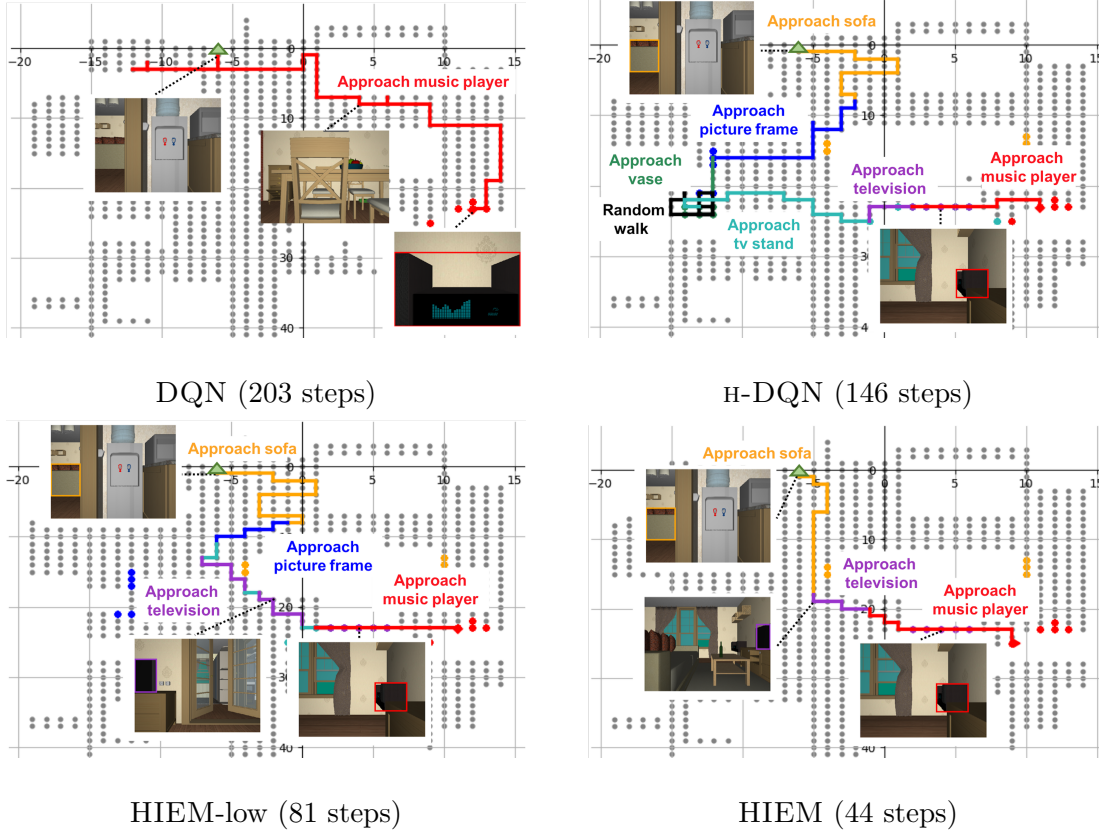 −15 −10 −5 0 5 10 15
Approach music player
10
40
DQN (203 steps)
Approach sofa
−20 −5 0 5 10 15
10
Approach
picture frame
Approach
vase
Approach
television
Approach
music player
Random
walk
Approach
tv stand
3
40
H-DQN (146 steps)
Approach sofa
−20 −5 0 5 10 15
10
Approach
picture frame
Approach
television
Approach
music player
20
30
40
HIEM-low (81 steps)
Approach sofa
−20 −5 0 5 10 15
10
Approach
television
Approach
music player
20
40
HIEM (44 steps)